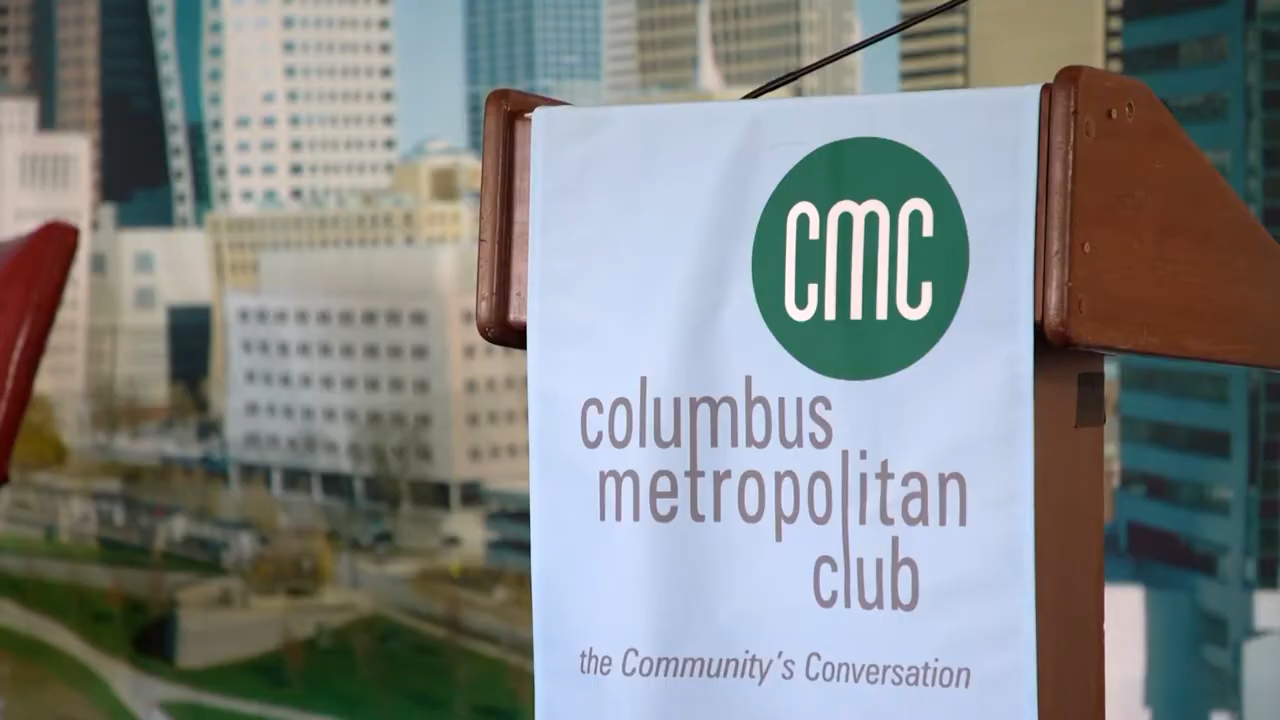 cmc
columbus
metropolitan
club
the Community's Conversation